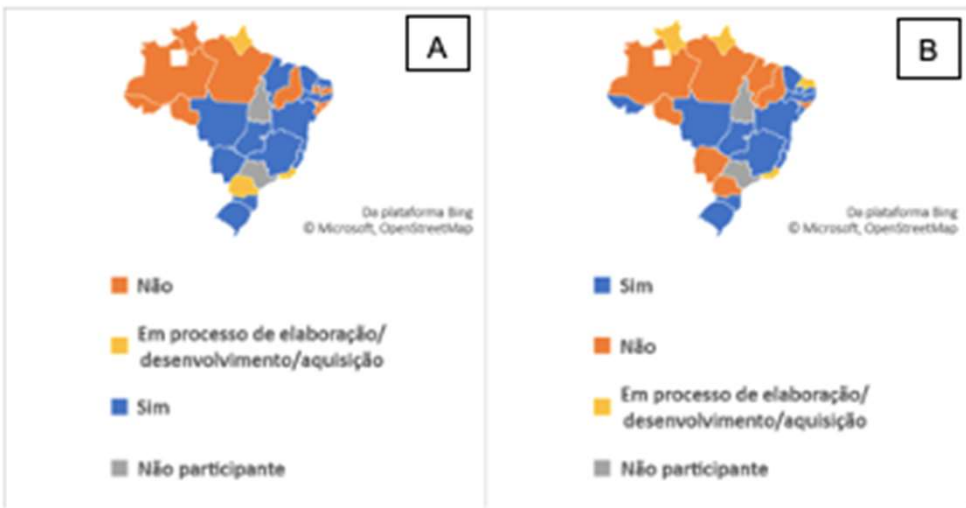 A
Da plataforma Bing
© Microsoft, OpenStreetMap
Não
Em processo de elaboração/
desenvolvimento/aquisição
Sim
Não participante
B
Da plataforma Bing
© Microsoft, OpenStreetMap
Sim
Não
Em processo de elaboração/
desenvolvimento/aquisição
Não participante